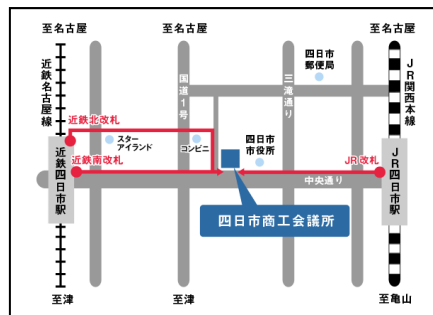 至名古屋
至名古屋
至名古屋
近鉄名古屋線
国道1号
三滝通り
四日市
郵便局
JR関西本線
近鉄北改札
スター
アイランド
コンビニ
四日市
市役所
近鉄南改札
JR改札
近鉄四日市駅
中央通り
JR四日市駅
四日市商工会議所
至津
至津
至亀山